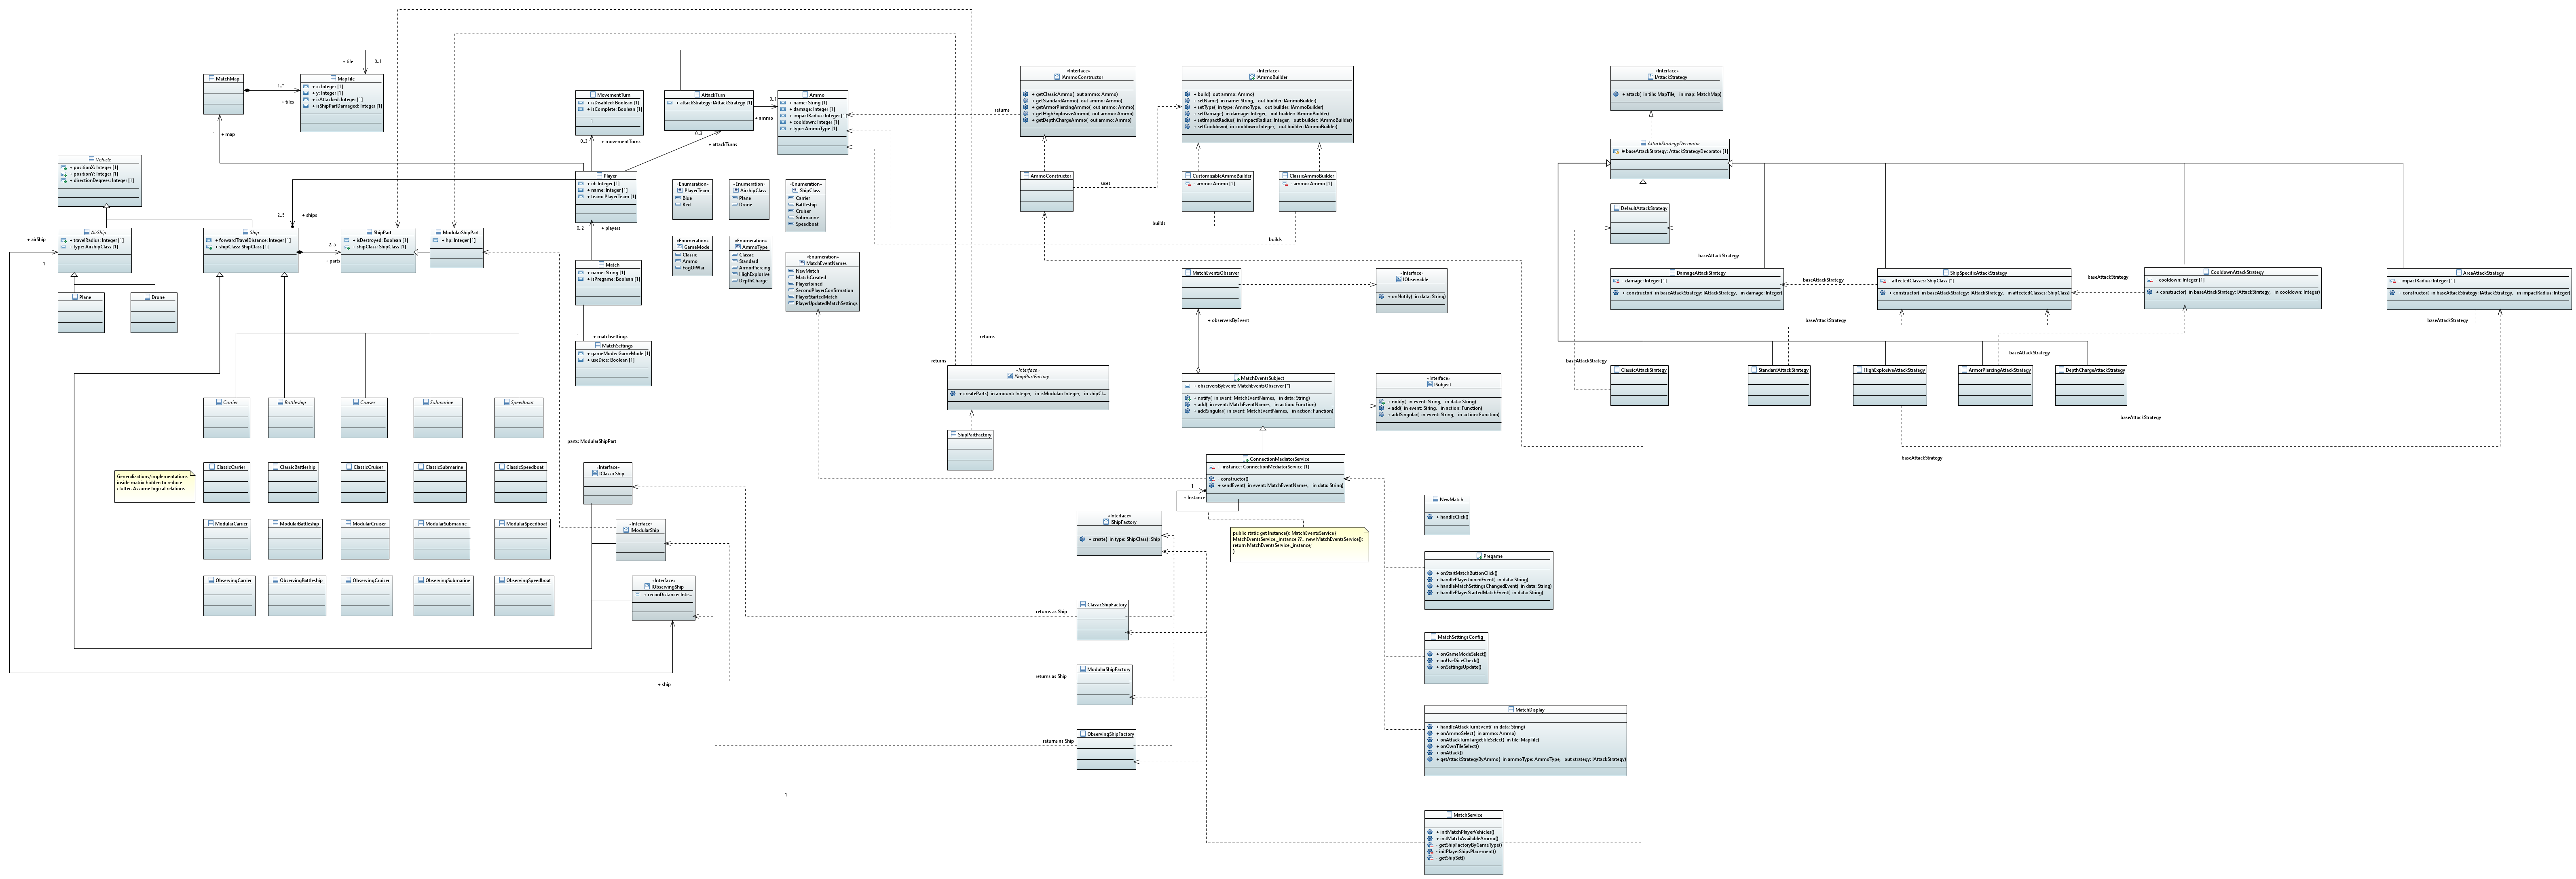 + tile
0..1
MatchMap
1..*
+ tiles
MapTile
+ x: Integer [1]
+ y: Integer [1]
+ isAttacked: Integer [1]
+ isShipPartDamaged: Integer [1]
1
+ map
MovementTurn
+ isDisabled: Boolean [1]
+ isComplete: Boolean [1]
1
0..3
+ movementTurns
AttackTurn
+ attackStrategy: IAttackStrategy [1]
0..1
+ ammo
0..3
+ attackTurns
Ammo
+ name: String [1]
+ damage: Integer [1]
+ impactRadius: Integer [1]
+ cooldown: Integer [1]
+ type: AmmoType [1]
returns
«Interface»
IAmmoConstructor
+ getClassicAmmo( out ammo: Ammo)
+ getStandardAmmo( out ammo: Ammo)
+ getArmorPiercingAmmo( out ammo: Ammo)
+ getHighExplosiveAmmo( out ammo: Ammo)
+ getDepthChargeAmmo( out ammo: Ammo)
«Interface»
IAmmoBuilder
+ build( out ammo: Ammo)
+ setName( in name: String, out builder: IAmmoBuilder)
+ setType( in type: AmmoType, out builder: IAmmoBuilder)
+ setDamage( in damage: Integer, out builder: IAmmoBuilder)
+ setImpactRadius( in impactRadius: Integer, out builder: IAmmoBuilder)
+ setCooldown( in cooldown: Integer, out builder: IAmmoBuilder)
«Interface»
IAttackStrategy
+ attack( in tile: MapTile, in map: MatchMap)
AttackStrategyDecorator
# baseAttackStrategy: AttackStrategyDecorator [1]
Vehicle
+ positionX: Integer [1]
+ positionY: Integer [1]
+ directionDegrees: Integer [1]
Player
+ id: Integer [1]
+ name: Integer [1]
+ team: PlayerTeam [1]
«Enumeration»
PlayerTeam
Blue
Red
«Enumeration»
AirshipClass
Plane
Drone
«Enumeration»
ShipClass
Carrier
Battleship
Cruiser
Submarine
Speedboat
AmmoConstructor
uses
CustomizableAmmoBuilder
- ammo: Ammo [1]
ClassicAmmoBuilder
- ammo: Ammo [1]
builds
builds
DefaultAttackStrategy
2..5
+ ships
0..2
+ players
+ airShip
1
AirShip
+ travelRadius: Integer [1]
+ type: AirshipClass [1]
Ship
+ forwardTravelDistance: Integer [1]
+ shipClass: ShipClass [1]
2..5
+ parts
ShipPart
+ isDestroyed: Boolean [1]
+ shipClass: ShipClass [1]
ModularShipPart
+ hp: Integer [1]
Match
+ name: String [1]
+ isPregame: Boolean [1]
«Enumeration»
GameMode
Classic
Ammo
FogOfWar
«Enumeration»
AmmoType
Classic
Standard
ArmorPiercing
HighExplosive
DepthCharge
«Enumeration»
MatchEventNames
NewMatch
MatchCreated
PlayerJoined
SecondPlayerConfirmation
PlayerStartedMatch
PlayerUpdatedMatchSettings
Plane
Drone
1
+ matchsettings
MatchSettings
+ gameMode: GameMode [1]
+ useDice: Boolean [1]
MatchEventsObserver
«Interface»
IObservable
+ onNotify( in data: String)
+ observersByEvent
baseAttackStrategy
DamageAttackStrategy
- damage: Integer [1]
+ constructor( in baseAttackStrategy: IAttackStrategy, in damage: Integer)
baseAttackStrategy
ShipSpecificAttackStrategy
- affectedClasses: ShipClass [*]
+ constructor( in baseAttackStrategy: IAttackStrategy, in affectedClasses: ShipClass)
baseAttackStrategy
CooldownAttackStrategy
- cooldown: Integer [1]
+ constructor( in baseAttackStrategy: IAttackStrategy, in cooldown: Integer)
AreaAttackStrategy
- impactRadius: Integer [1]
+ constructor( in baseAttackStrategy: IAttackStrategy, in impactRadius: Integer)
baseAttackStrategy
baseAttackStrategy
baseAttackStrategy
baseAttackStrategy
returns
returns
«Interface»
IShipPartFactory
+ createParts( in amount: Integer, in isModular: Integer, in shipCl...
MatchEventsSubject
+ observersByEvent: MatchEventsObserver [*]
+ notify( in event: MatchEventNames, in data: String)
+ add( in event: MatchEventNames, in action: Function)
+ addSingular( in event: MatchEventNames, in action: Function)
«Interface»
ISubject
+ notify( in event: String, in data: String)
+ add( in event: String, in action: Function)
+ addSingular( in event: String, in action: Function)
ClassicAttackStrategy
StandardAttackStrategy
HighExplosiveAttackStrategy
ArmorPiercingAttackStrategy
DepthChargeAttackStrategy
baseAttackStrategy
baseAttackStrategy
Carrier
Battleship
Cruiser
Submarine
Speedboat
ShipPartFactory
parts: ModularShipPart
Generalizations/implementations
inside matrix hidden to reduce
clutter. Assume logical relations
ClassicCarrier
ClassicBattleship
ClassicCruiser
ClassicSubmarine
ClassicSpeedboat
«Interface»
IClassicShip
ConnectionMediatorService
- _instance: ConnectionMediatorService [1]
- constructor()
+ sendEvent( in event: MatchEventNames, in data: String)
1
+ Instance
NewMatch
+ handleClick()
ModularCarrier
ModularBattleship
ModularCruiser
ModularSubmarine
ModularSpeedboat
«Interface»
IModularShip
«Interface»
IShipFactory
+ create( in type: ShipClass): Ship
public static get Instance(): MatchEventsService {
MatchEventsService._instance ??= new MatchEventsService();
return MatchEventsService._instance;
}
Pregame
+ onStartMatchButtonClick()
+ handlePlayerJoinedEvent( in data: String)
+ handleMatchSettingsChangedEvent( in data: String)
+ handlePlayerStartedMatchEvent( in data: String)
ObservingCarrier
ObservingBattleship
ObservingCruiser
ObservingSubmarine
ObservingSpeedboat
«Interface»
IObservingShip
+ reconDistance: Inte...
returns as Ship
ClassicShipFactory
MatchSettingsConfig
+ onGameModeSelect()
+ onUseDiceCheck()
+ onSettingsUpdate()
+ ship
returns as Ship
ModularShipFactory
MatchDisplay
+ handleAttackTurnEvent( in data: String)
+ onAmmoSelect( in ammo: Ammo)
+ onAttackTurnTargetTileSelect( in tile: MapTile)
+ onOwnTileSelect()
+ onAttack()
+ getAttackStrategyByAmmo( in ammoType: AmmoType, out strategy: IAttackStrategy)
returns as Ship
ObservingShipFactory
1
MatchService
+ initMatchPlayerVehicles()
+ initMatchAvailableAmmo()
- getShipFactoryByGameType()
- initPlayerShipsPlacement()
- getShipSet()